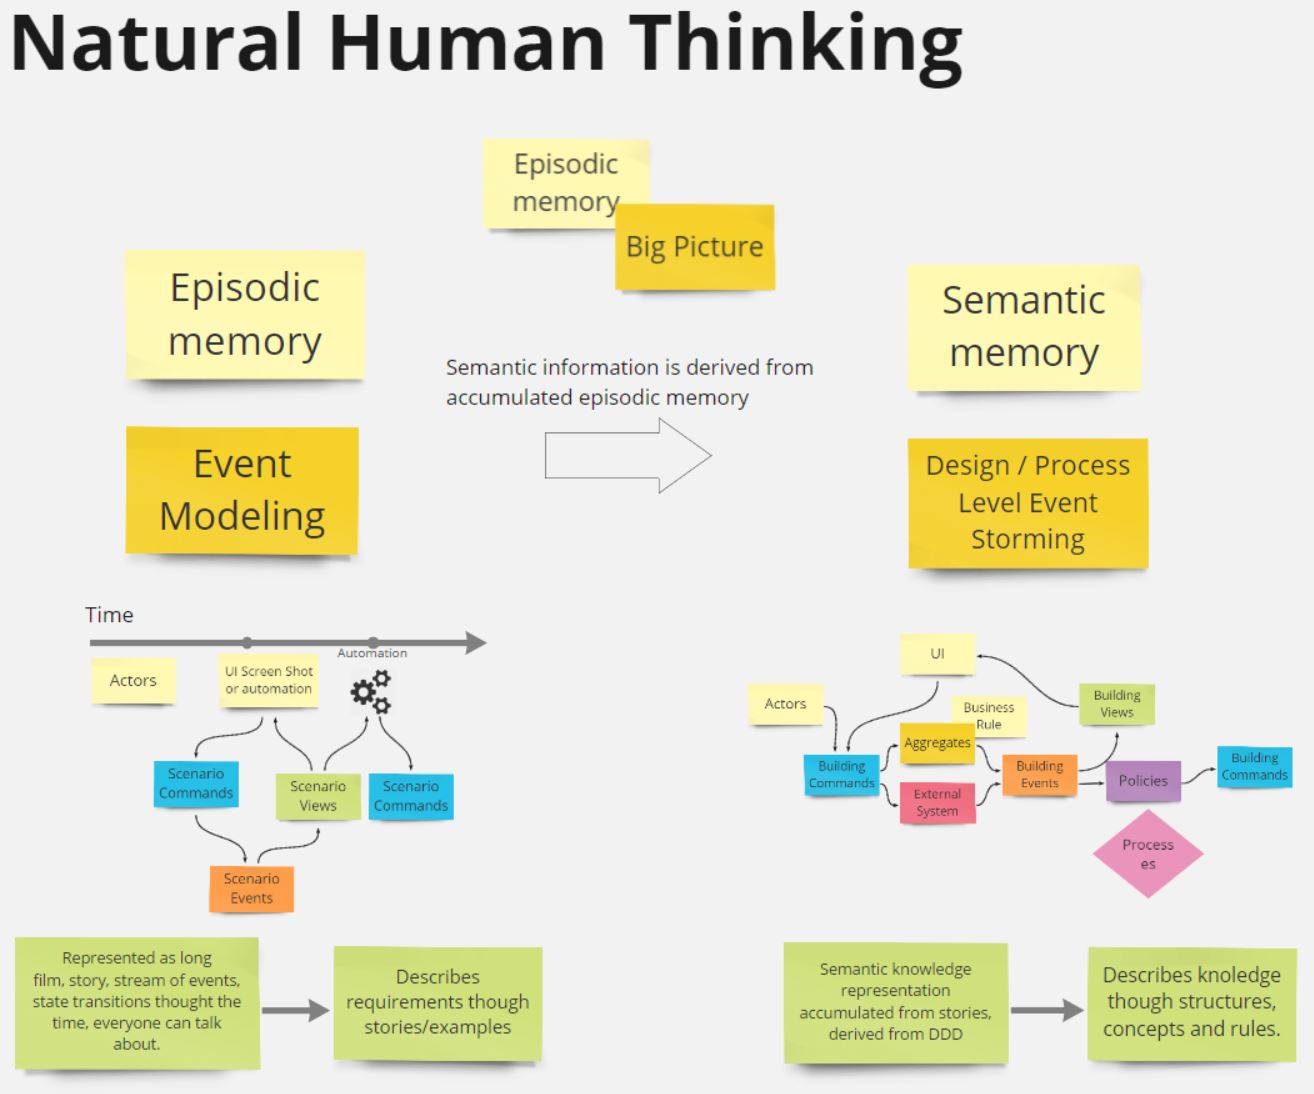 Natural Human Thinking
Episodic
memory
Big Picture
Episodic
memory
Semantic
memory
Semantic information is derived from
accumulated episodic memory
Event
Modeling
Design / Process
Level Event
Storming
Time
Automation
Actors
UI Screen Shot
or automation
Scenario
Commands
Scenario
Views
Scenario
Commands
Scenario
Events
UI
Actors
Business
Rule
Building
Views
Aggregates
Building
Commands
Building
Events
Policies
Building
Commands
External
System
Process
es
Represented as long
film, story, stream of events,
state transitions thought the
time, everyone can talk
about.
Describes
requirements though
stories/examples
Semantic knowledge
representation
accumulated from stories,
derived from DDD
Describes knoledge
though structures,
concepts and rules.